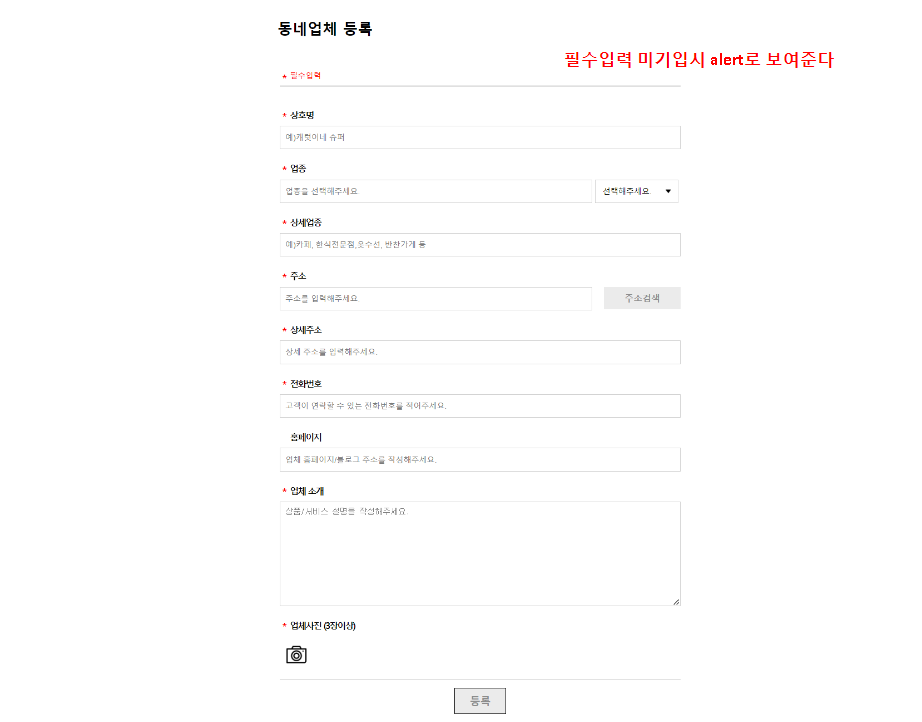 동네업체 등록
필수입력 미기입시 alert로 보여준다
* 필수입력
* 상호명
예)캐럿이네 슈퍼
* 업종
업종을 선택해주세요.
선택해주세요.
* 상세업종
예)카페, 한식전문점,옷수선, 반찬가게 등
* 주소
주소를 입력해주세요.
주소검색
* 상세주소
상세 주소를 입력해주세요.
* 전화번호
고객이 연락할 수 있는 전화번호를 적어주세요.
홈페이지
업체 홈페이지/블로그 주소를 작성해주세요.
* 업체 소개
상품/서비스 설명을 작성해주세요.
* 업체사진 (3장이상)
등록